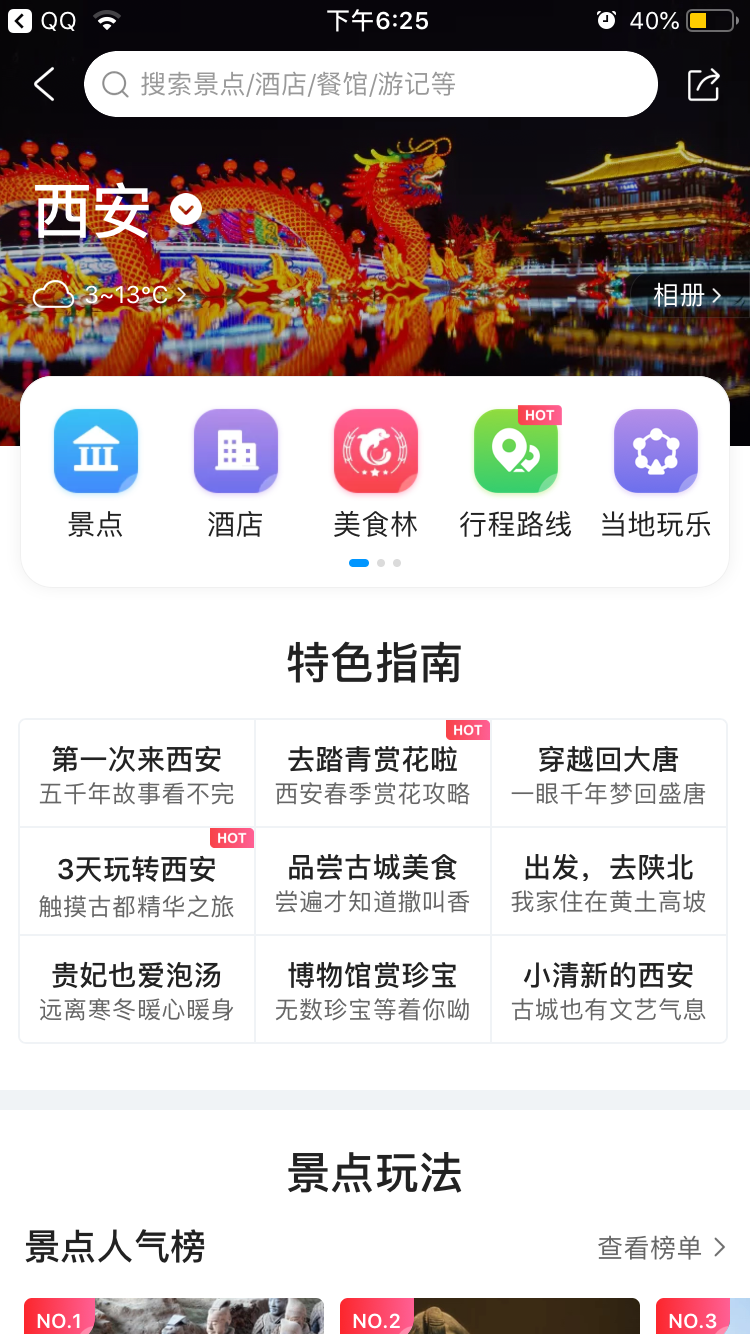 QQ 下午6:25 40%
搜索景点/酒店/餐馆/游记等
西安
3~13°C
相册
HOT
景点 酒店 美食林 行程路线 当地玩乐
特色指南
HOT
第一次来西安 去踏青赏花啦 穿越回大唐
五千年故事看不完 西安春季赏花攻略 一眼千年梦回盛唐
HOT
3天玩转西安 品尝古城美食 出发，去陕北
触摸古都精华之旅 尝遍才知道撒叫香 我家住在黄土高坡
贵妃也爱泡汤 博物馆赏珍宝 小清新的西安
远离寒冬暖心暖身 无数珍宝等着你呦 古城也有文艺气息
景点玩法
景点人气榜 查看榜单
NO.1 NO.2 NO.3